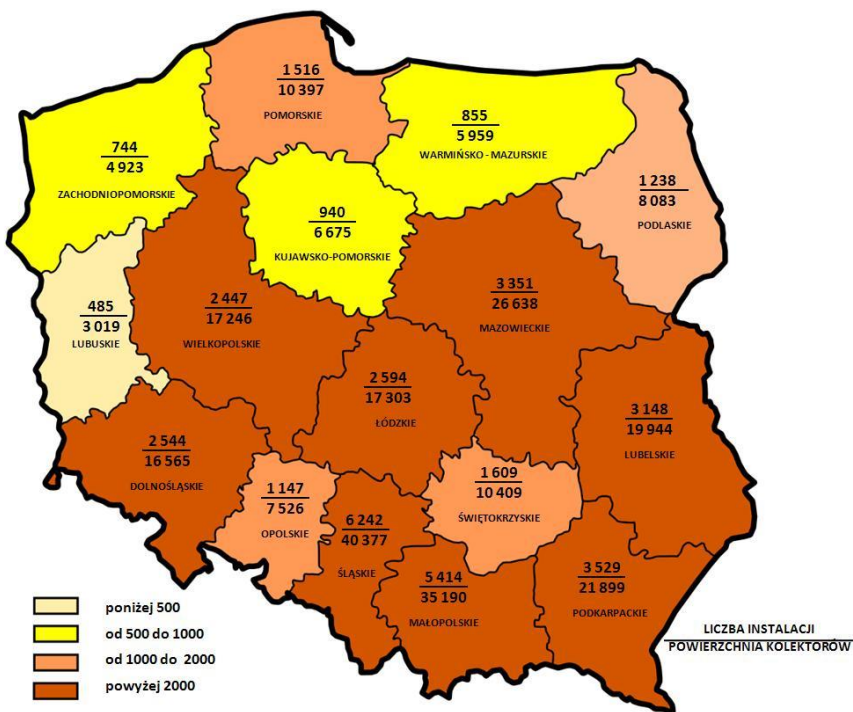 1 516
10 397
POMORSKIE
855
5 959
WARMIŃSKO - MAZURSKIE
744
4 923
ZACHODNIOPOMORSKIE
1 238
8 083
PODLASKIE
940
6 675
KUJAWSKO-POMORSKIE
485
3 019
LUBUSKIE
2 447
17 246
WIELKOPOLSKIE
3 351
26 638
MAZOWIECKIE
2 594
17 303
ŁÓDZKIE
3 148
19 944
LUBELSKIE
2 544
16 565
DOLNOŚLĄSKIE
1 147
7 526
OPOLSKIE
1 609
10 409
ŚWIĘTOKRZYSKIE
6 242
40 377
ŚLĄSKIE
5 414
35 190
MAŁOPOLSKIE
3 529
21 899
PODKARPACKIE
poniżej 500
od 500 do 1000
od 1000 do 2000
powyżej 2000
LICZBA INSTALACJI
POWIERZCHNIA KOLEKTORÓW